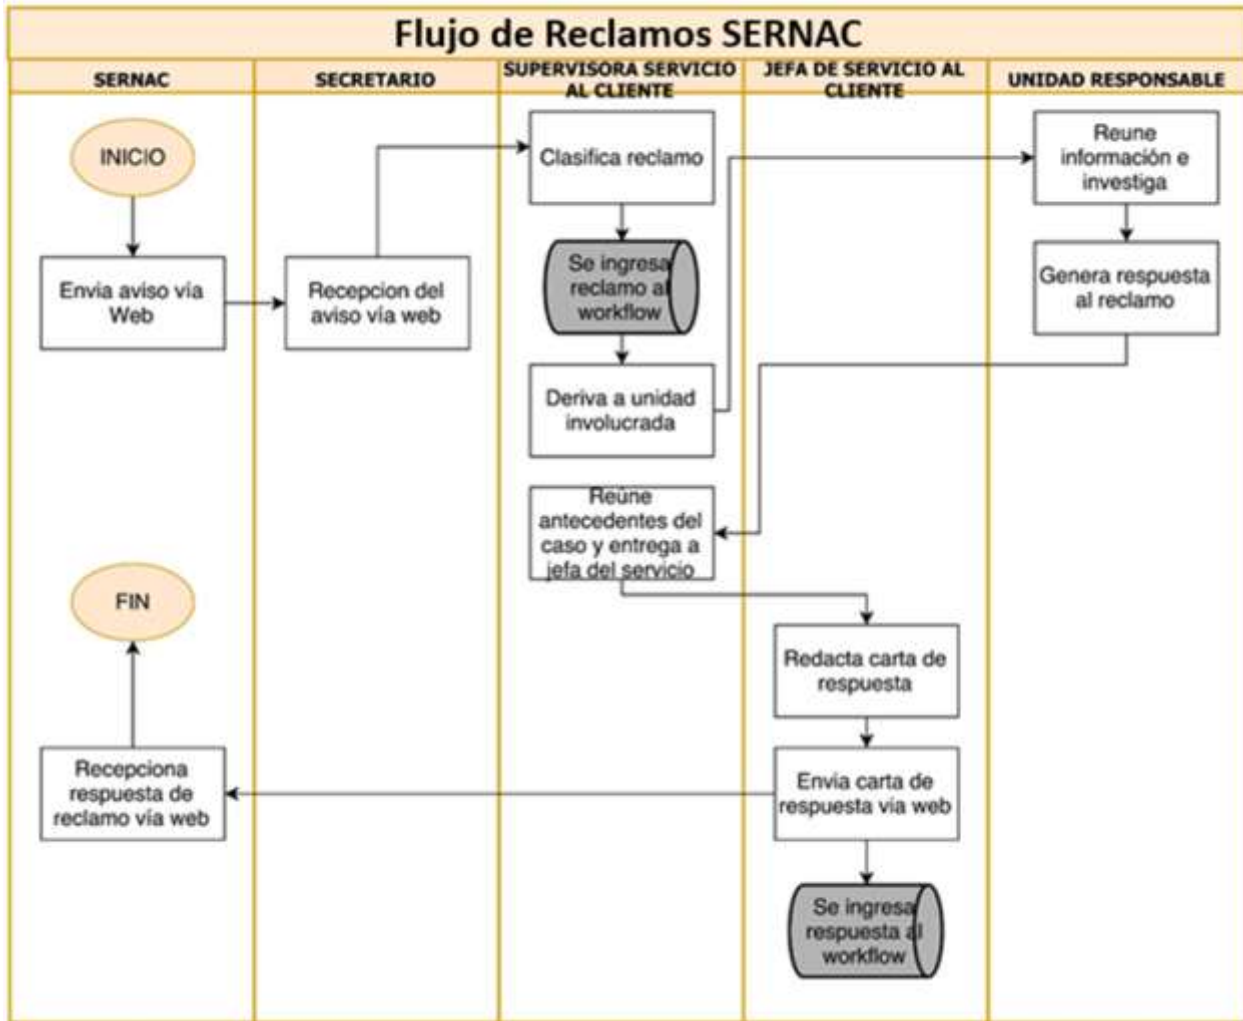 Flujo de Reclamos SERNAC
SERNAC
SECRETARIO
SUPERVISORA SERVICIO
AL CLIENTE
JEFA DE SERVICIO AL
CLIENTE
UNIDAD RESPONSABLE
INICIO
Envia aviso vía
Web
Recepcion del
aviso vía web
Clasifica reclamo
Se ingresa
reclamo al
workflow
Deriva a unidad
involucrada
Reune
información e
investiga
Genera respuesta
al reclamo
Reúne
antecedentes del
caso y entrega a
jefa del servicio
Redacta carta de
respuesta
Envia carta de
respuesta vía web
Se ingresa
respuesta al
workflow
Recepciona
respuesta de
reclamo vía web
FIN